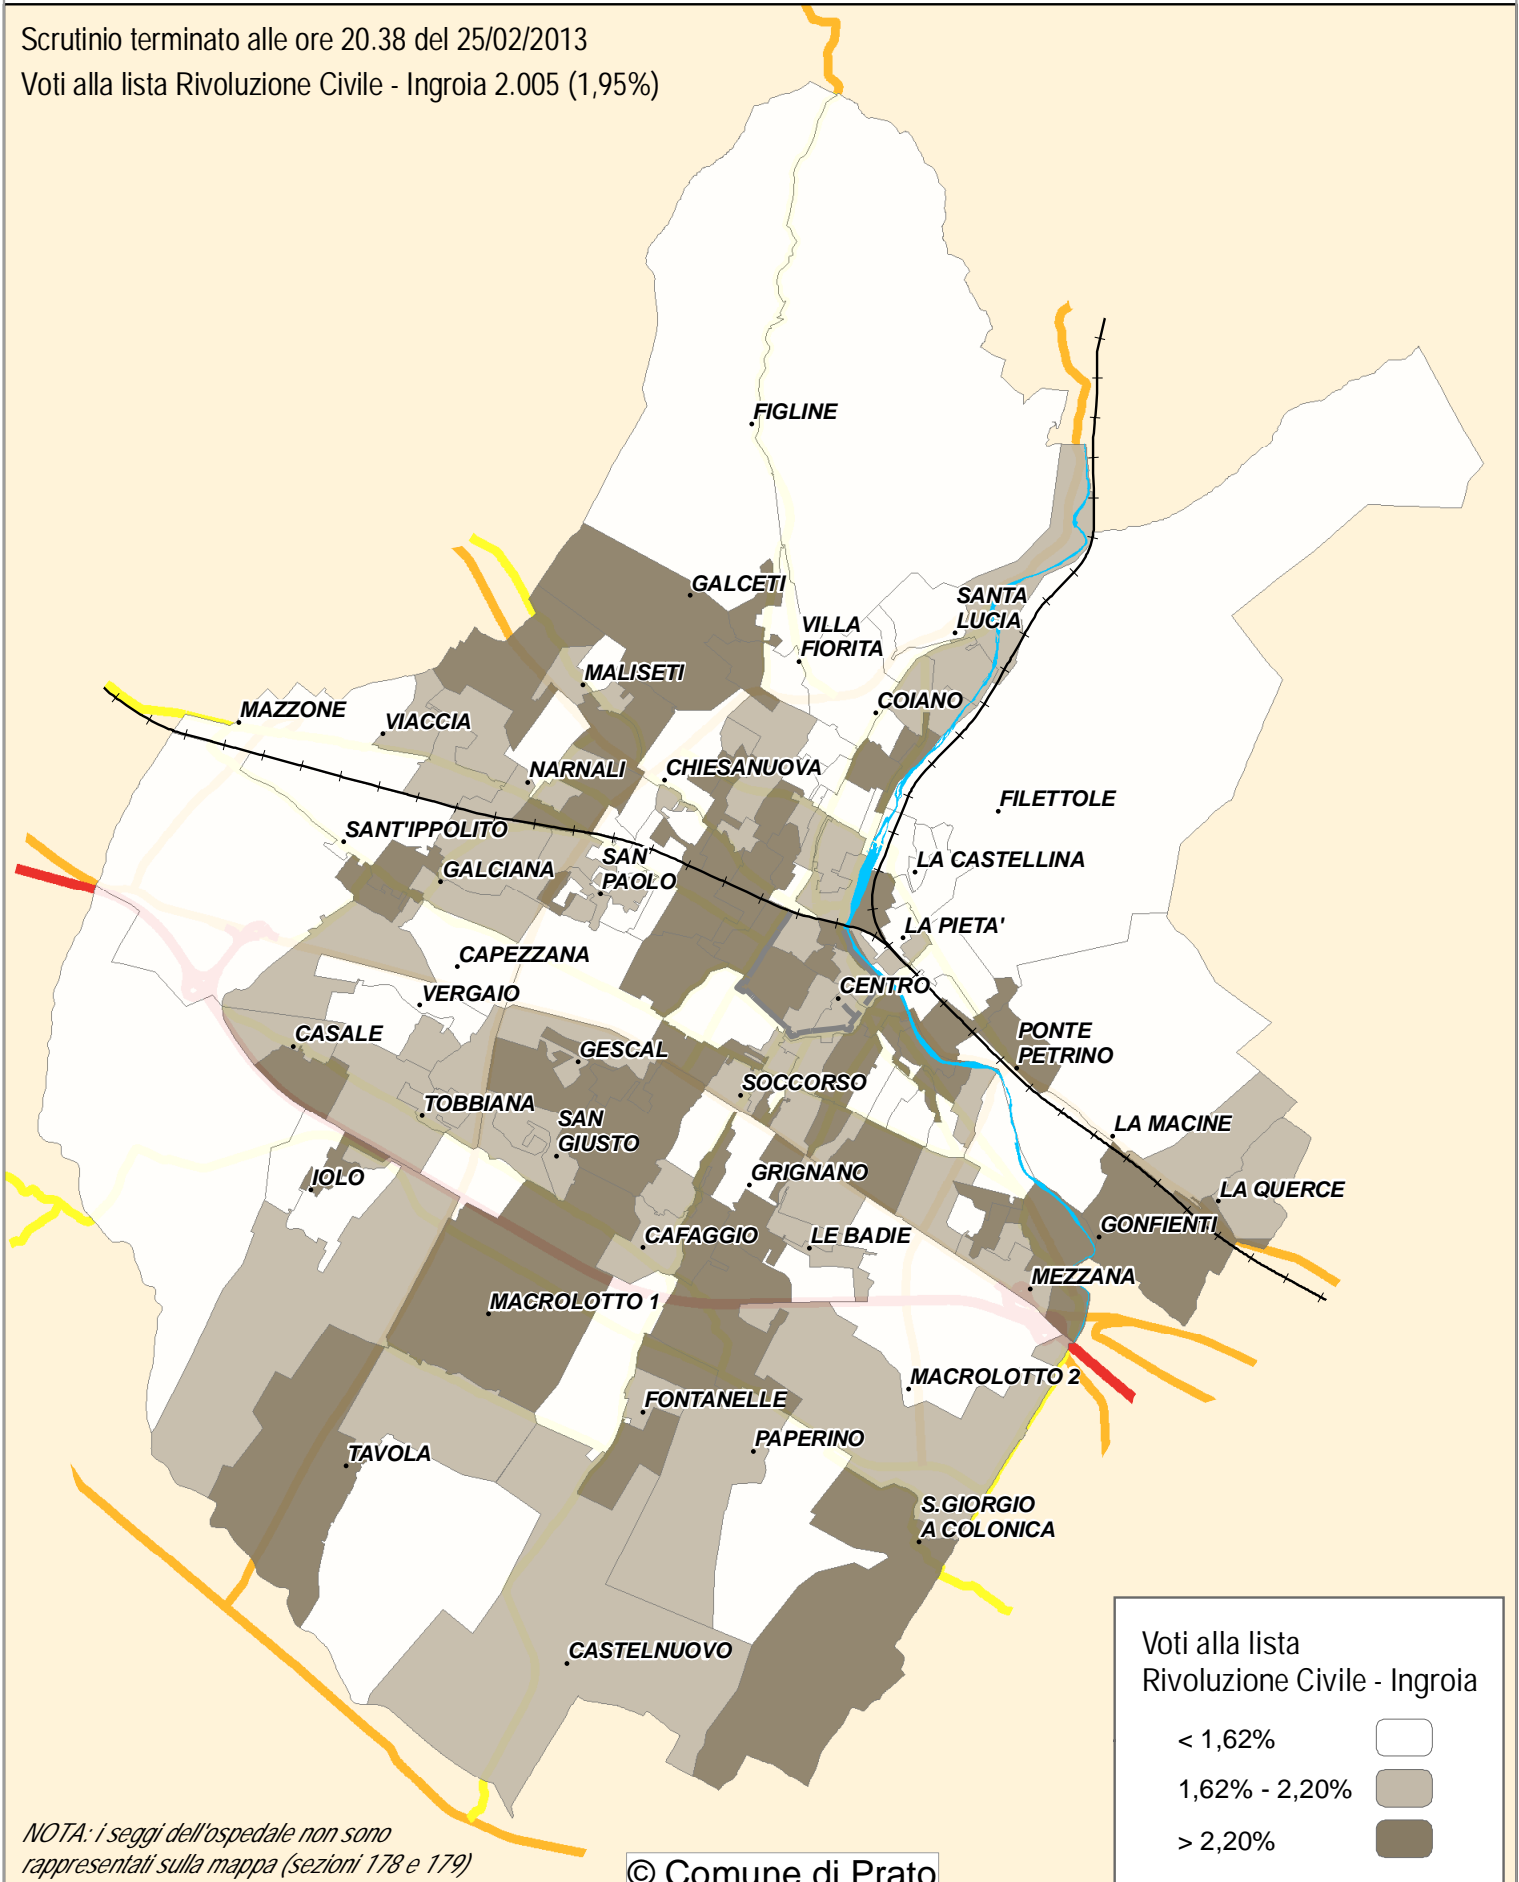 Scrutinio terminato alle ore 20.38 del 25/02/2013
Voti alla lista Rivoluzione Civile - Ingroia 2.005 (1,95%)
FIGLINE
GALCETI
SANTA
LUCIA
VILLA
FIORITA
MALISETI
COIANO
MAZZONE
VIACCIA
NARNALI
CHIESANUOVA
FILETTOLE
SANT'IPPOLITO
GALCIANA
SAN
PAOLO
LA CASTELLINA
LA PIETA'
CAPEZZANA
VERGAIO
CENTRO
CASALE
GESCAL
PONTE
PETRINO
SOCCORSO
TOBBIANA
SAN
GIUSTO
LA MACINE
IOLO
GRIGNANO
LA QUERCE
CAFAGGIO
LE BADIE
GONFIENTI
MEZZANA
MACROLOTTO 1
MACROLOTTO 2
FONTANELLE
PAPERINO
TAVOLA
S.GIORGIO
A COLONICA
CASTELNUOVO
Voti alla lista
Rivoluzione Civile - Ingroia
< 1,62%
1,62% - 2,20%
> 2,20%
NOTA: i seggi dell'ospedale non sono
rappresentati sulla mappa (sezioni 178 e 179)
© Comune di Prato